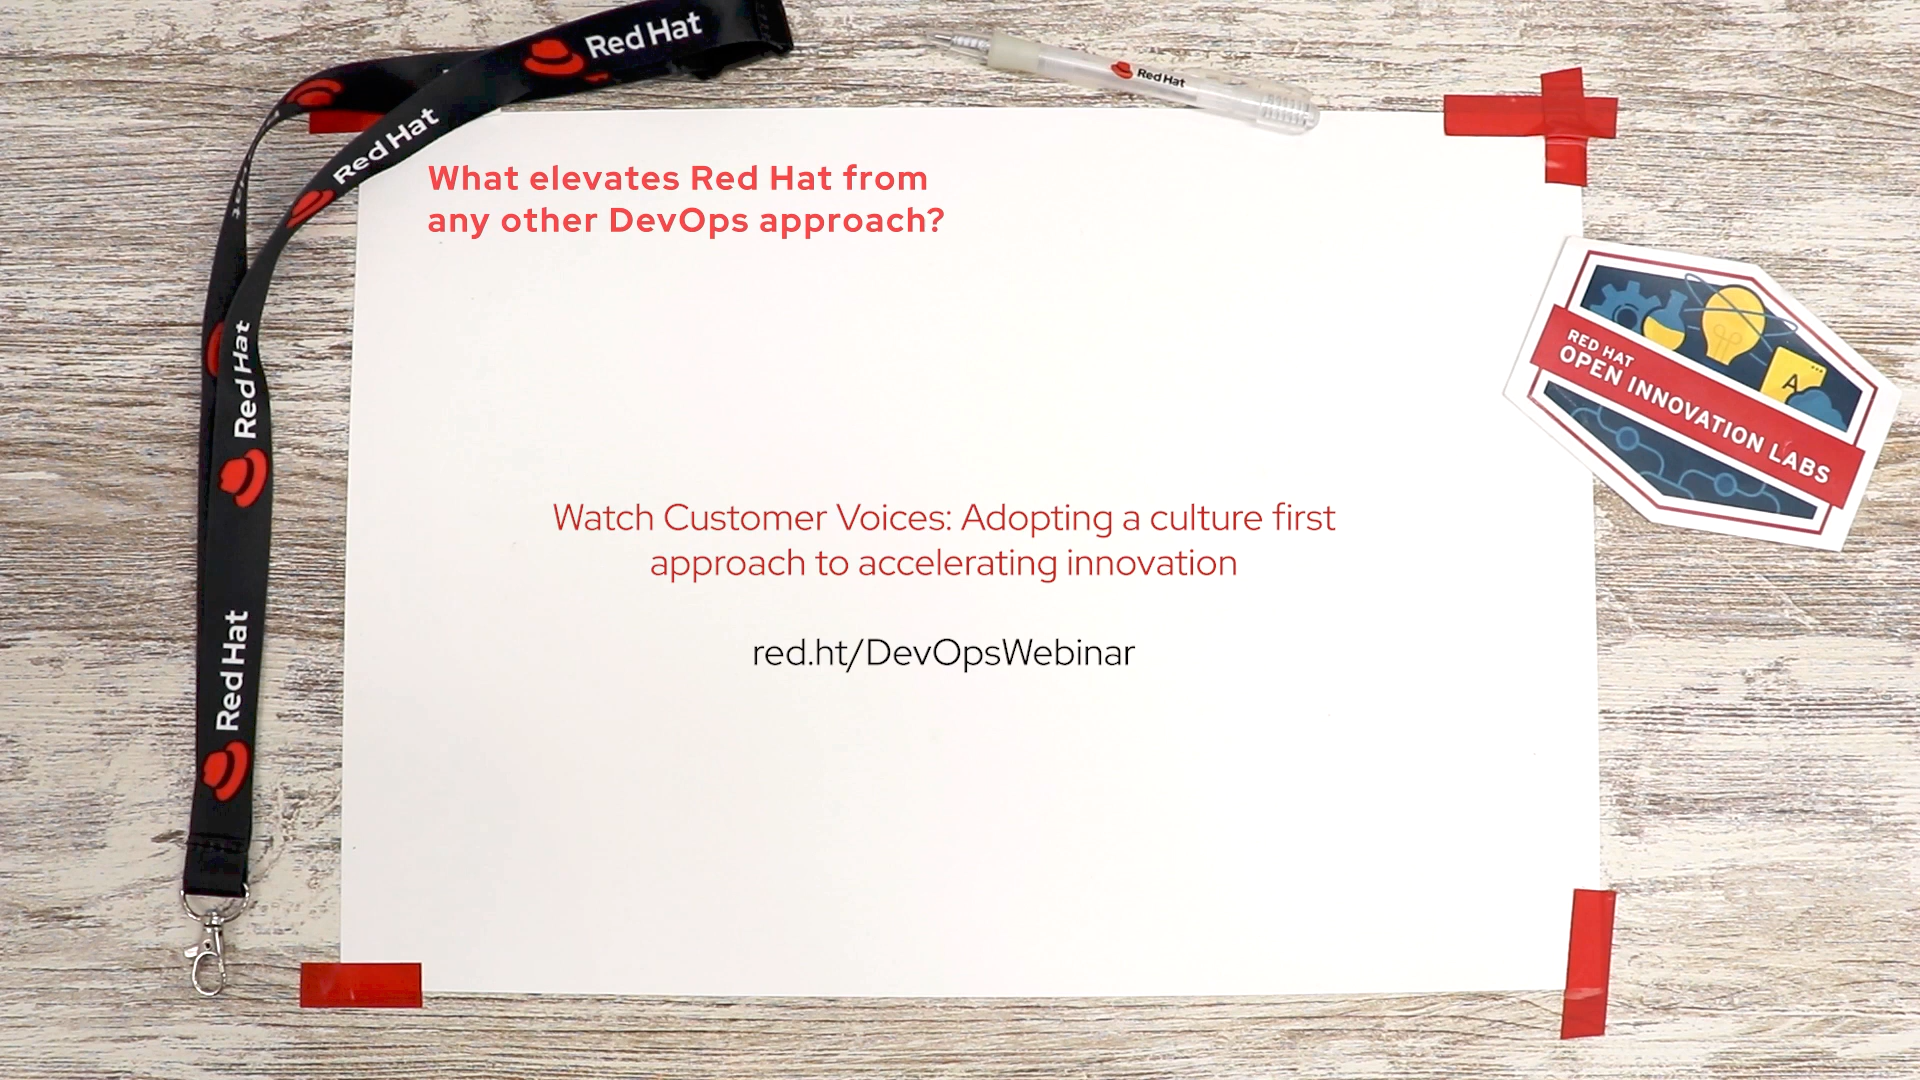 Red Hat
Red Hat
Red Hat
Red Hat
Red Hat
What elevates Red Hat from
any other DevOps approach?
Watch Customer Voices: Adopting a culture first
approach to accelerating innovation
red.ht/DevOpsWebinar
RED HAT
OPEN INNOVATION LABS
A